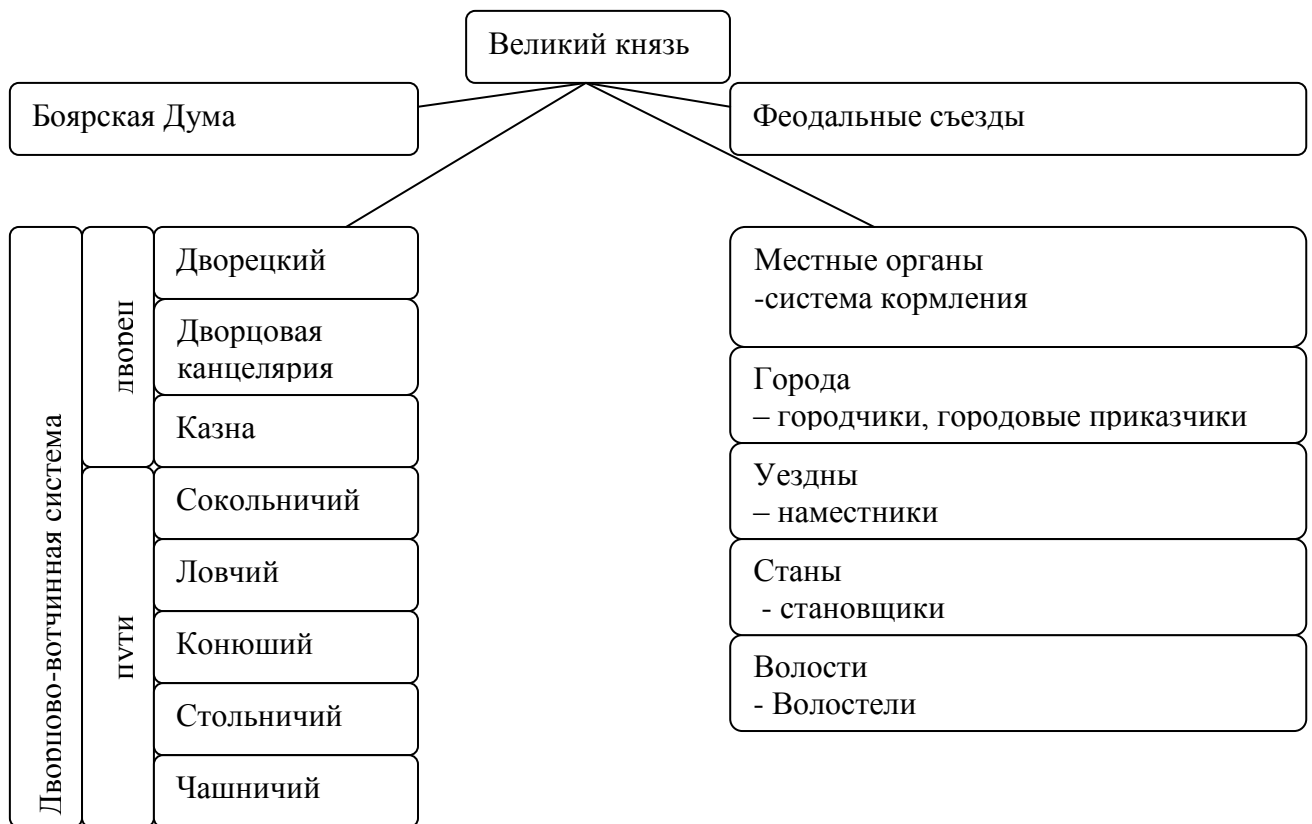 Великий князь
Боярская Дума
Феодальные съезды
Дворцово-вотчинная система
дворец
Дворецкий
Дворцовая
канцелярия
Казна
пути
Сокольничий
Ловчий
Конюший
Стольничий
Чашничий
Местные органы
-система кормления
Города
– городчики, городовые приказчики
Уездны
– наместники
Станы
- становщики
Волости
- Волостели